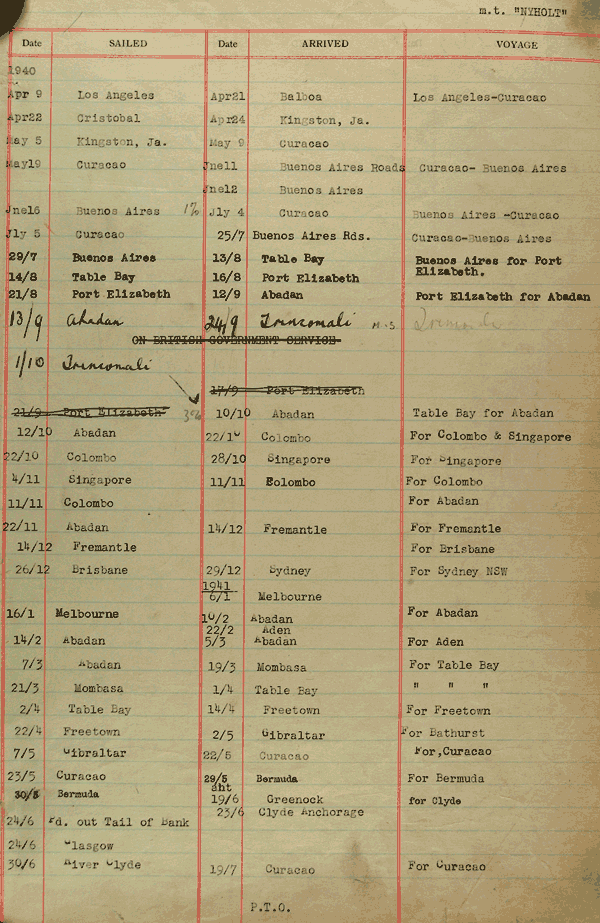 m.t. "NYHOLT"
Date SAILED Date ARRIVED VOYAGE
1940
Apr 9 Los Angeles Apr21 Balboa Los Angeles-Curacao
Apr22 Cristobal Apr24 Kingston, Ja.
May 5 Kingston, Ja. May 9 Curacao
May19 Curacao Jne11 Buenos Aires Roads Curacao- Buenos Aires
Jne12 Buenos Aires
Jne16 Buenos Aires 1% Jly 4 Curacao Buenos Aires -Curacao
Jly 5 Curacao 25/7 Buenos Aires Rds. Curacao-Buenos Aires
29/7 Buenos Aires 13/8 Table Bay Buenos Aires for Port
Elizabeth.
14/8 Table Bay 16/8 Port Elizabeth
21/8 Port Elizabeth 12/9 Abadan Port Elizabeth for Abadan
13/9 Abadan 24/9 Trincomali
ON BRITISH GOVERNMENT SERVICE
1/10 Trincomali
17/9 Port Elizabeth
21/9 Port Elizabeth 3% 10/10 Abadan Table Bay for Abadan
12/10 Abadan 22/10 Colombo For Colombo & Singapore
22/10 Colombo 28/10 Singapore For Singapore
4/11 Singapore 11/11 Bolombo For Colombo
11/11 Colombo For Abadan
22/11 Abadan 14/12 Fremantle For Fremantle
14/12 Fremantle For Brisbane
26/12 Brisbane 29/12 Sydney For Sydney NSW
1941
6/1 Melbourne
16/1 Melbourne 10/2 Abadan For Abadan
22/2 Aden
14/2 Abadan 5/3 Abadan For Aden
7/3 Abadan 19/3 Mombasa For Table Bay
21/3 Mombasa 1/4 Table Bay " " "
2/4 Table Bay 14/4 Freetown For Freetown
22/4 Freetown 2/5 Gibraltar For Bathurst
7/5 Gibraltar 22/5 Curacao For,Curacao
23/5 Curacao 29/5 Bermuda For Bermuda
30/5 Bermuda aht
19/6 Greenock for Clyde
23/6 Clyde Anchorage
24/6 rd. out Tail of Bank
24/6 Glasgow
30/6 River Clyde 19/7 Curacao For Curacao
P.T.O.